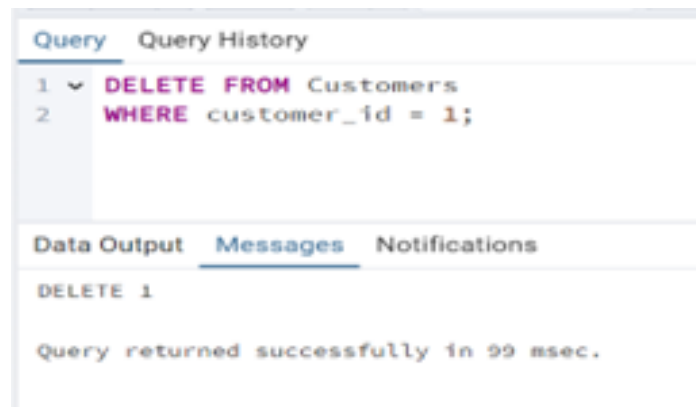 Query Query History
1 DELETE FROM Customers
2 WHERE customer_id = 1;
Data Output Messages Notifications
DELETE 1
Query returned successfully in 99 msec.